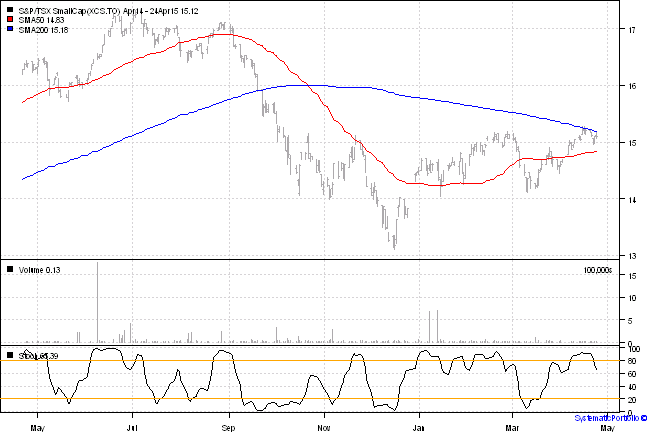 S&P/TSX SmallCap(XCS.TO) Apr14 - 24Apr15 15.12
SMA50 14.83
SMA200 15.18
17
16
15
14
13
Volume 0.13
100,000s
15
10
5
0
100
80
60
40
20
0
May
Jul
Sep
Nov
Jan
Mar
May
SystematicPortfolio ©